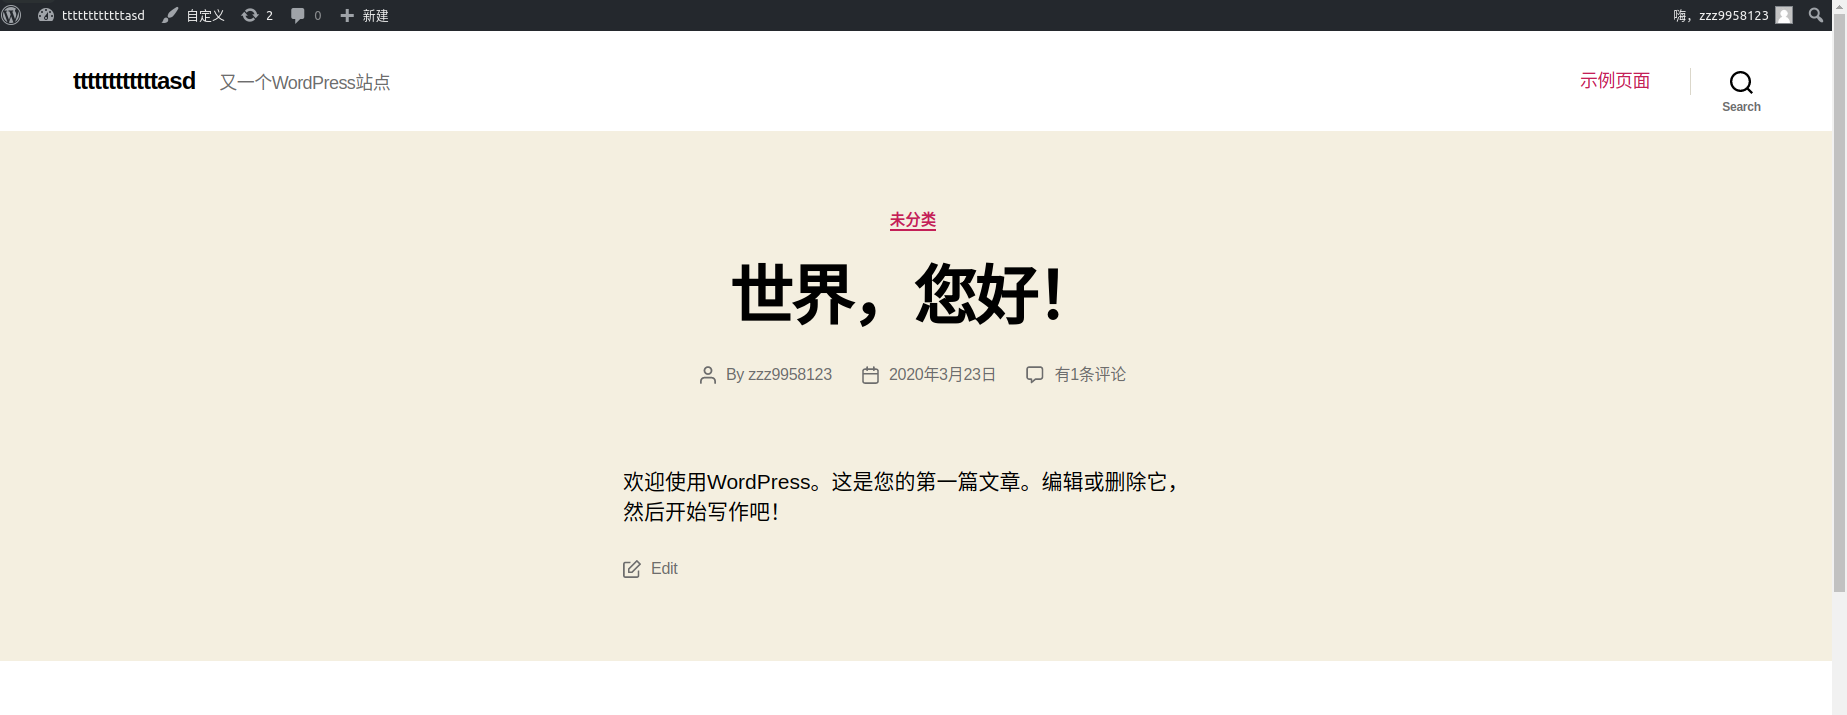 ttttttttttttasd 自定义 2 0 新建 嗨，zzz9958123
ttttttttttttasd 又一个WordPress站点 示例页面
Search
未分类
世界，您好！
By zzz9958123 2020年3月23日 有1条评论
欢迎使用WordPress。这是您的第一篇文章。编辑或删除它，
然后开始写作吧！
Edit